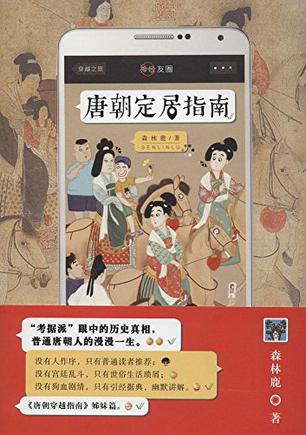 穿越之旅
神经友圈
唐朝定居指南
森林鹿/著
SENLINLU
“考据派”眼中的历史真相，
普通唐朝人的漫漫一生。
没有人作序，只有普通读者推荐；
没有宫廷乱斗，只有世俗生活琐屑；
没有狗血剧情，只有引经据典，幽默讲解。
《唐朝穿越指南》姊妹篇。
森林鹿 著